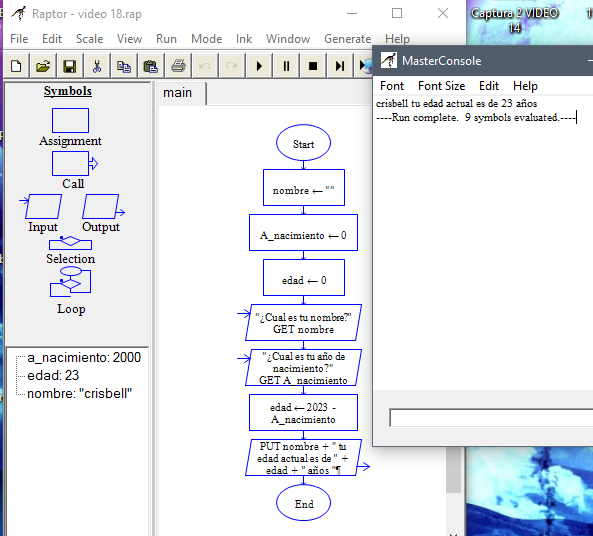 Raptor - video 18.rap
File Edit Scale View Run Mode Ink Window Generate Help
Symbols
Assignment
Call
Input Output
Selection
Loop
a_nacimiento: 2000
edad: 23
nombre: "crisbell"
main
Start
nombre ← ""
A_nacimiento ← 0
edad ← 0
"¿Cual es tu nombre?"
GET nombre
"¿Cual es tu año de
nacimiento?"
GET A_nacimiento
edad ← 2023 -
A_nacimiento
PUT nombre + " tu
edad actual es de " +
edad + " años "¶
End
Captura 2 VIDEO
14
MasterConsole
Font Font Size Edit Help
crisbell tu edad actual es de 23 años
----Run complete. 9 symbols evaluated.----